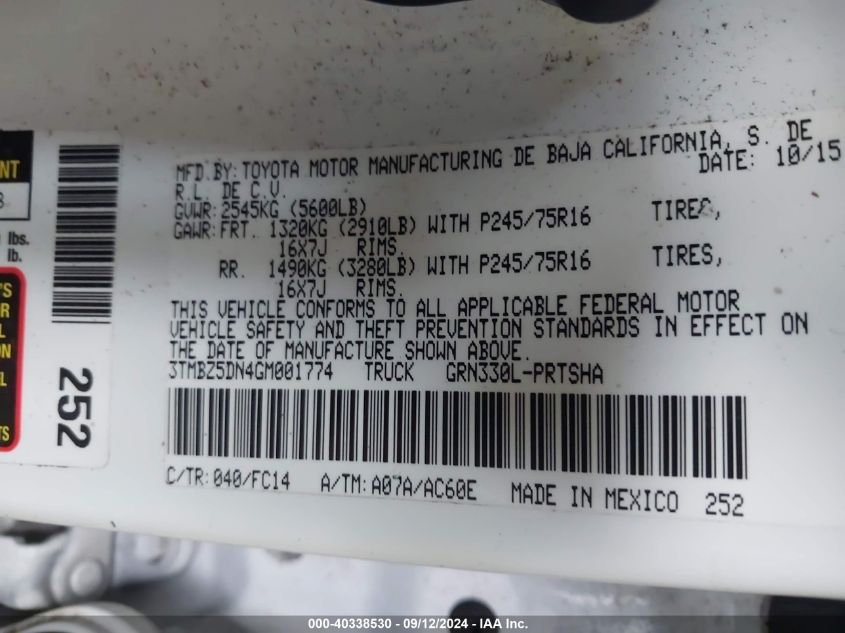 MFD.BY:TOYOTA MOTOR MANUFACTURING DE BAJA CALIFORNIA, S. DE
R.L. DE C.V. DATE: 10/15
GVWR:2545KG (5600LB)
GAWR:FRT. 1320KG (2910LB) WITH P245/75R16 TIRES,
16X7J RIMS.
RR. 1490KG (3280LB) WITH P245/75R16 TIRES,
16X7J RIMS.
THIS VEHICLE CONFORMS TO ALL APPLICABLE FEDERAL MOTOR
VEHICLE SAFETY AND THEFT PREVENTION STANDARDS IN EFFECT ON
THE DATE OF MANUFACTURE SHOWN ABOVE.
3TMBZ5DN4GM001774 TRUCK GRN330L-PRTSHA
C/TR:040/FC14 A/TM:A07A/AC60E MADE IN MEXICO 252
252
lbs.
lb.
000-40338530 - 09/12/2024 - IAA Inc.